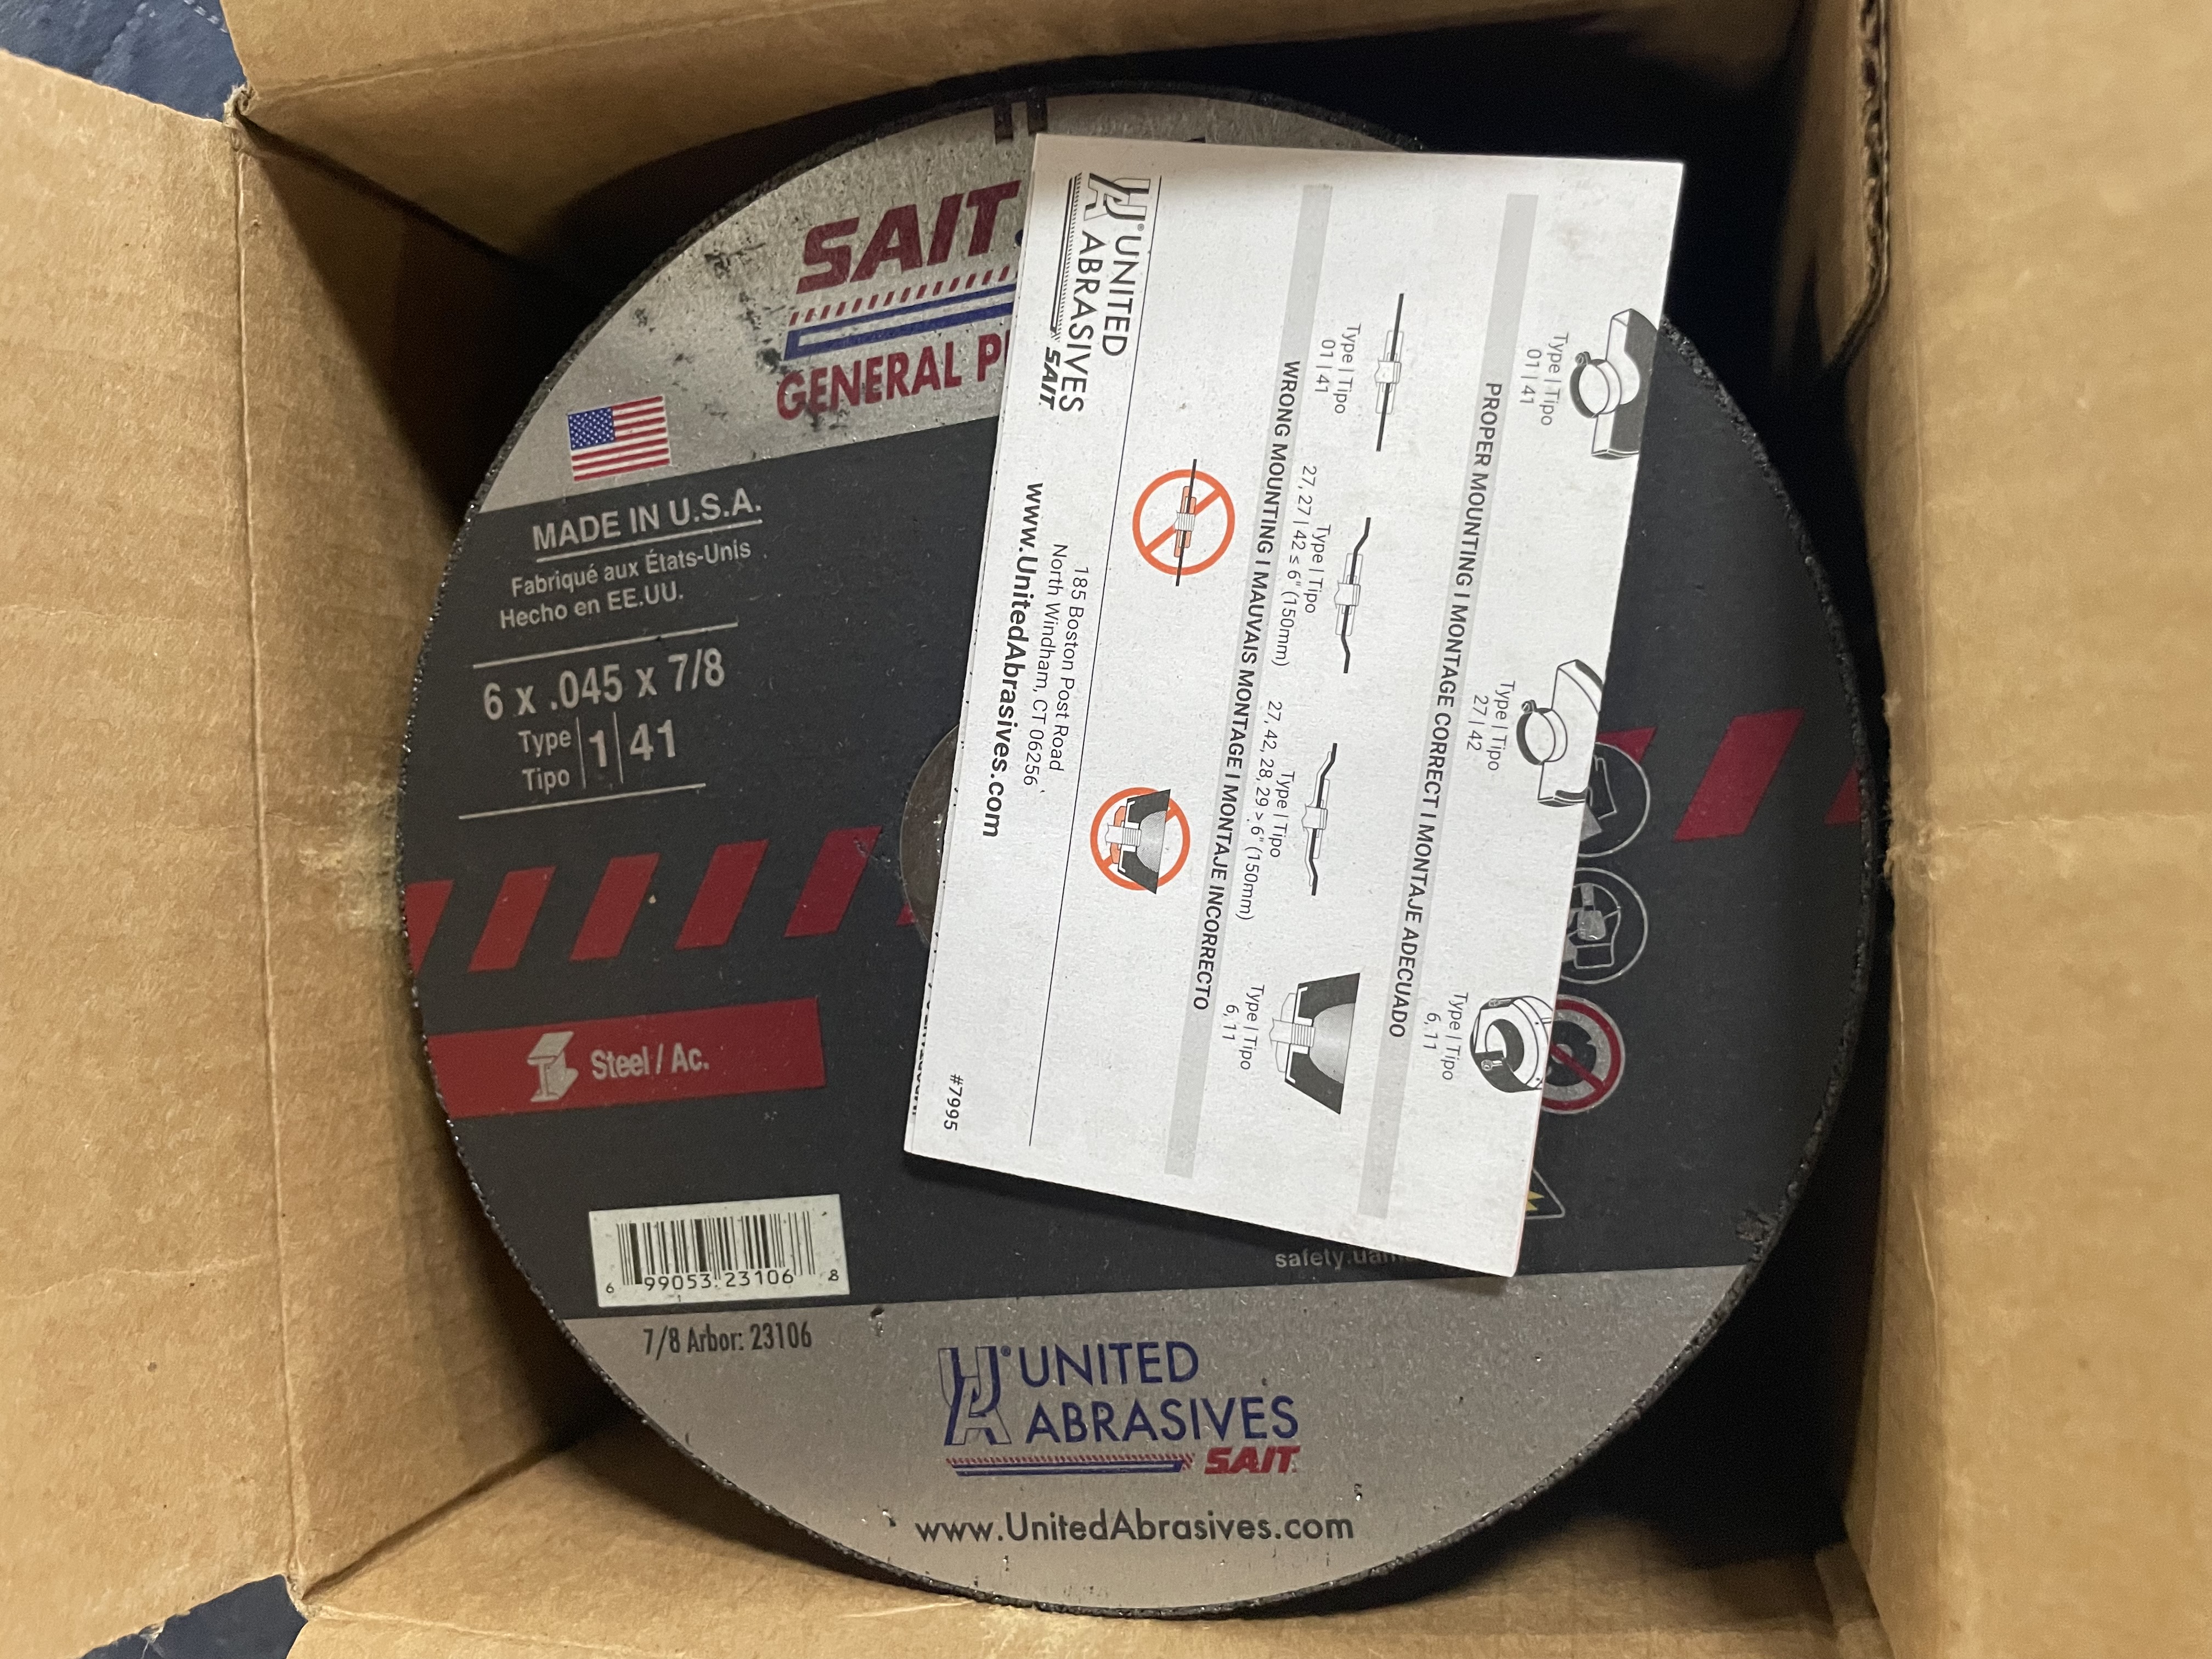 SAIT
GENERAL
MADE IN U.S.A.
Fabriqué aux États-Unis
Hecho en EE.UU.
6 x .045 x 7/8
Type
Tipo
1 | 41
Steel / Ac.
6 99053 23106 8
7/8 Arbor: 23106
UA® UNITED
ABRASIVES
SAIT
www.UnitedAbrasives.com
Type | Tipo
01 | 41
Type | Tipo
27 | 42
Type | Tipo
6, 11
PROPER MOUNTING I MONTAGE CORRECT I MONTAJE ADECUADO
Type | Tipo
01 | 41
Type | Tipo
27, 27 | 42 ≤ 6" (150mm)
Type | Tipo
27, 42, 28, 29 > 6" (150mm)
Type | Tipo
6, 11
WRONG MOUNTING I MAUVAIS MONTAGE I MONTAJE INCORRECTO
UA® UNITED
ABRASIVES
SAIT
185 Boston Post Road
North Windham, CT 06256
www.UnitedAbrasives.com
#7995